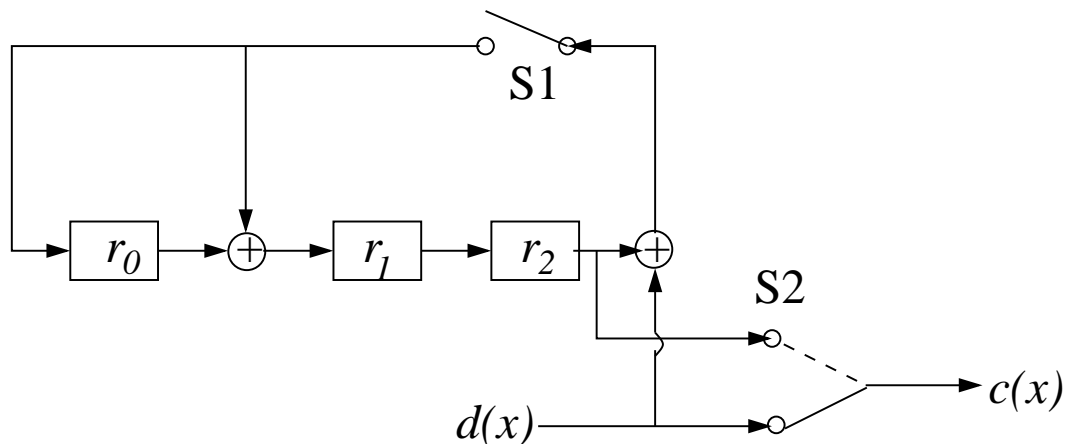 S1
r0 + r1 r2 +
S2
c(x)
d(x)